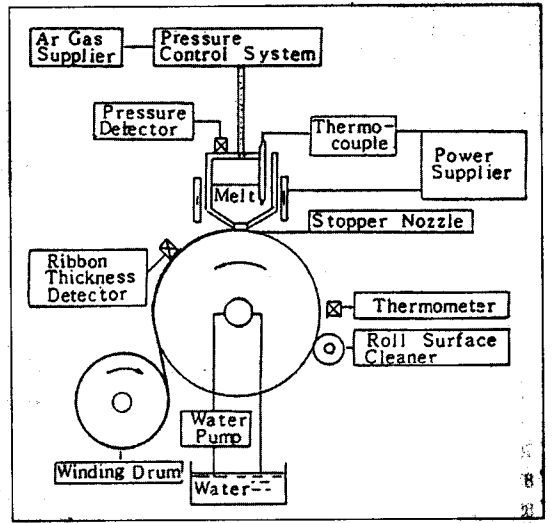 Ar Gas
Supplier
Pressure
Control System
Pressure
Detector
Thermo-
couple
Power
Supplier
Melt
Stopper Nozzle
Ribbon
Thickness
Detector
Thermometer
Roll Surface
Cleaner
Water
Pump
Winding Drum
Water
8